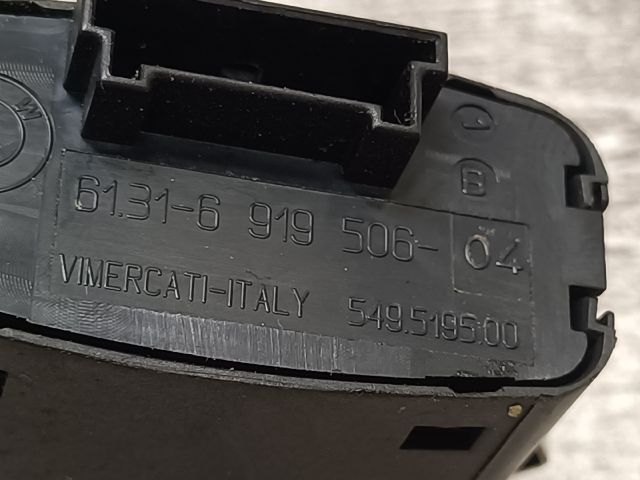 W
B
61.31-6 919 506-04
VIMERCATI-ITALY 549.5195.00